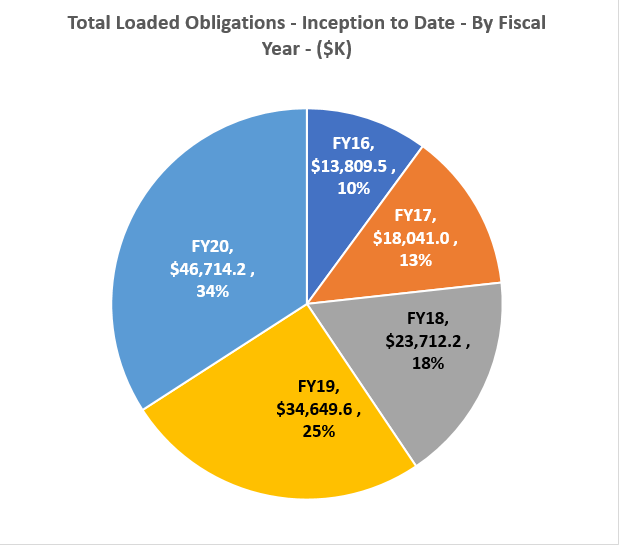 Total Loaded Obligations - Inception to Date - By Fiscal
Year - ($K)
FY16,
$13,809.5 ,
10%
FY17,
$18,041.0 ,
13%
FY18,
$23,712.2 ,
18%
FY19,
$34,649.6 ,
25%
FY20,
$46,714.2 ,
34%